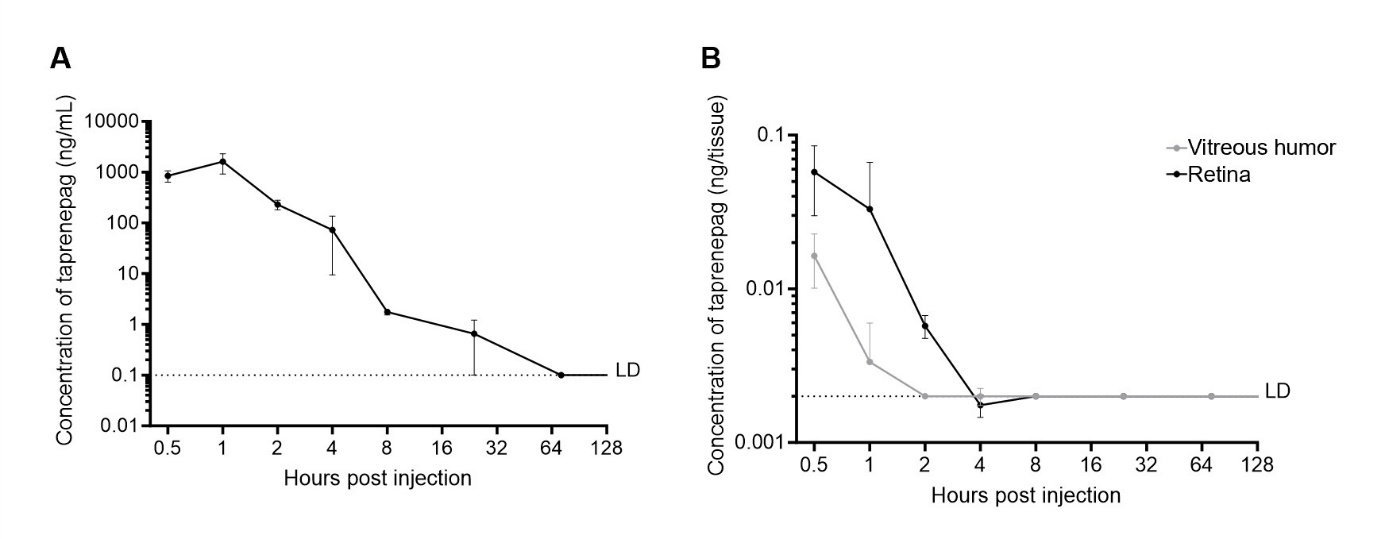 A
Concentration of taprenepag (ng/mL)
10000
1000
100
10
1
0.1
0.01
LD
0.5 1 2 4 8 16 32 64 128
Hours post injection
B
Concentration of taprenepag (ng/tissue)
0.1
0.01
0.001
Vitreous humor
Retina
LD
0.5 1 2 4 8 16 32 64 128
Hours post injection